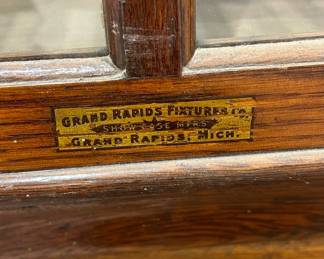 GRAND RAPIDS FIXTURES Co.
SHOW CASE MFRS
GRAND RAPIDS, MICH.